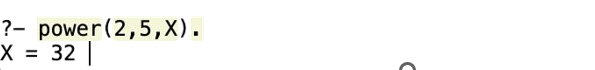 ?- power(2,5,X).
X = 32